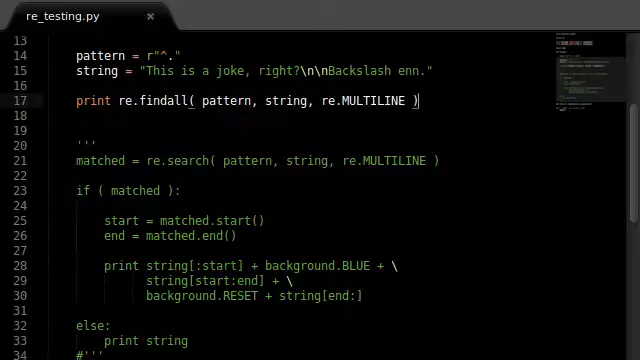 re_testing.py ×
13
14 pattern = r"^."
15 string = "This is a joke, right?\n\nBackslash enn."
16
17 print re.findall( pattern, string, re.MULTILINE )
18
19
20 '''
21 matched = re.search( pattern, string, re.MULTILINE )
22
23 if ( matched ):
24
25 start = matched.start()
26 end = matched.end()
27
28 print string[:start] + background.BLUE + \
29 string[start:end] + \
30 background.RESET + string[end:]
31
32 else:
33 print string
34 #'''